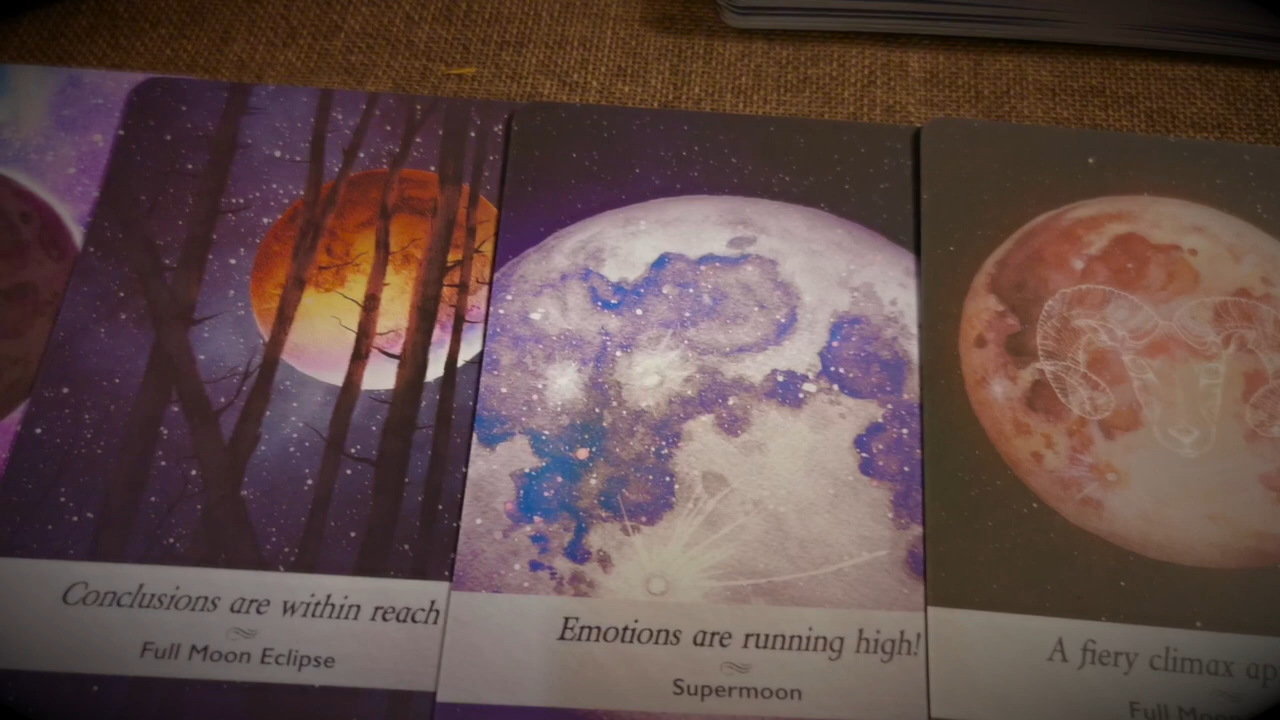 Conclusions are within reach
Full Moon Eclipse
Emotions are running high!
Supermoon
A fiery climax
Full